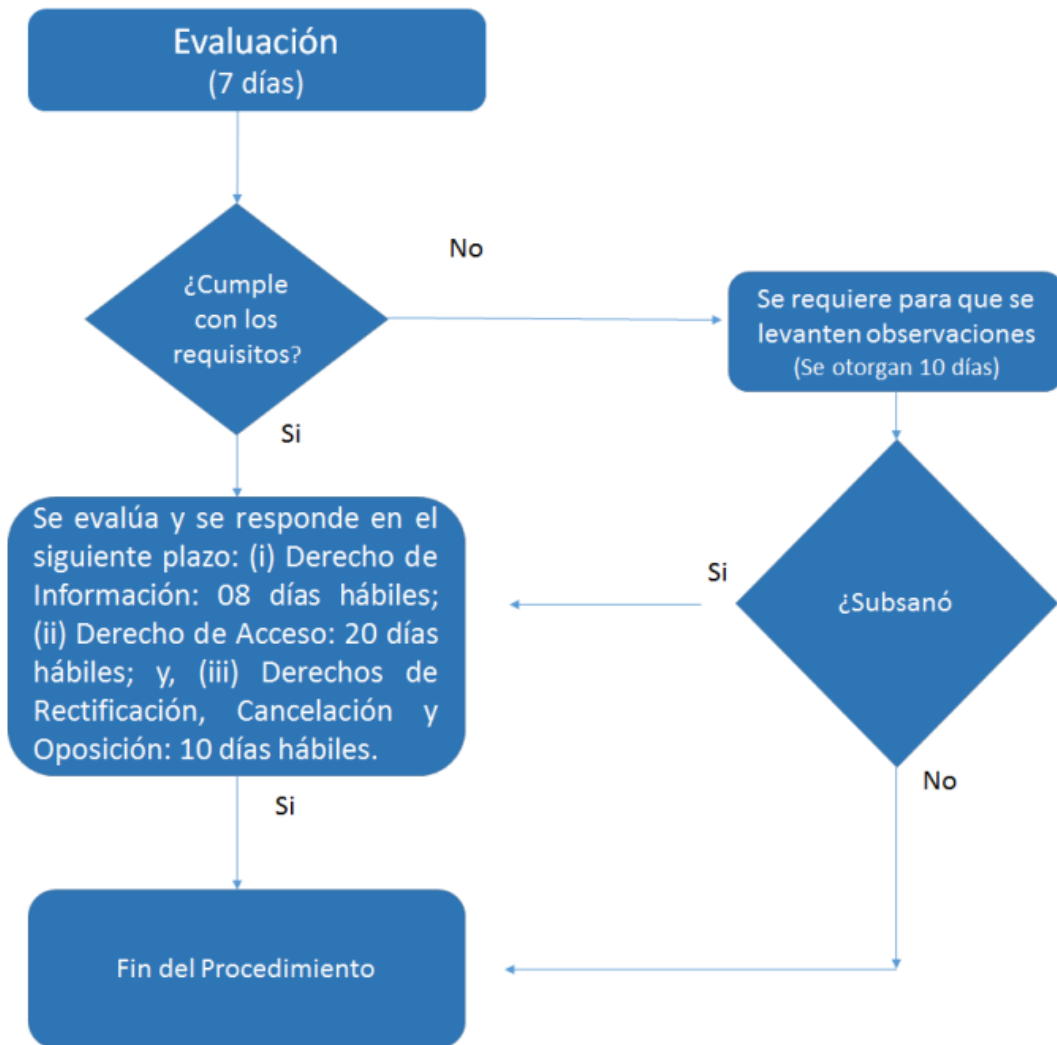 Evaluación
(7 días)
No
¿Cumple
con los
requisitos?
Se requiere para que se
levanten observaciones
(Se otorgan 10 días)
Si
Se evalúa y se responde en el
siguiente plazo: (i) Derecho de
Información: 08 días hábiles;
(ii) Derecho de Acceso: 20 días
hábiles; y, (iii) Derechos de
Rectificación, Cancelación y
Oposición: 10 días hábiles.
Si
¿Subsanó
No
Si
Fin del Procedimiento